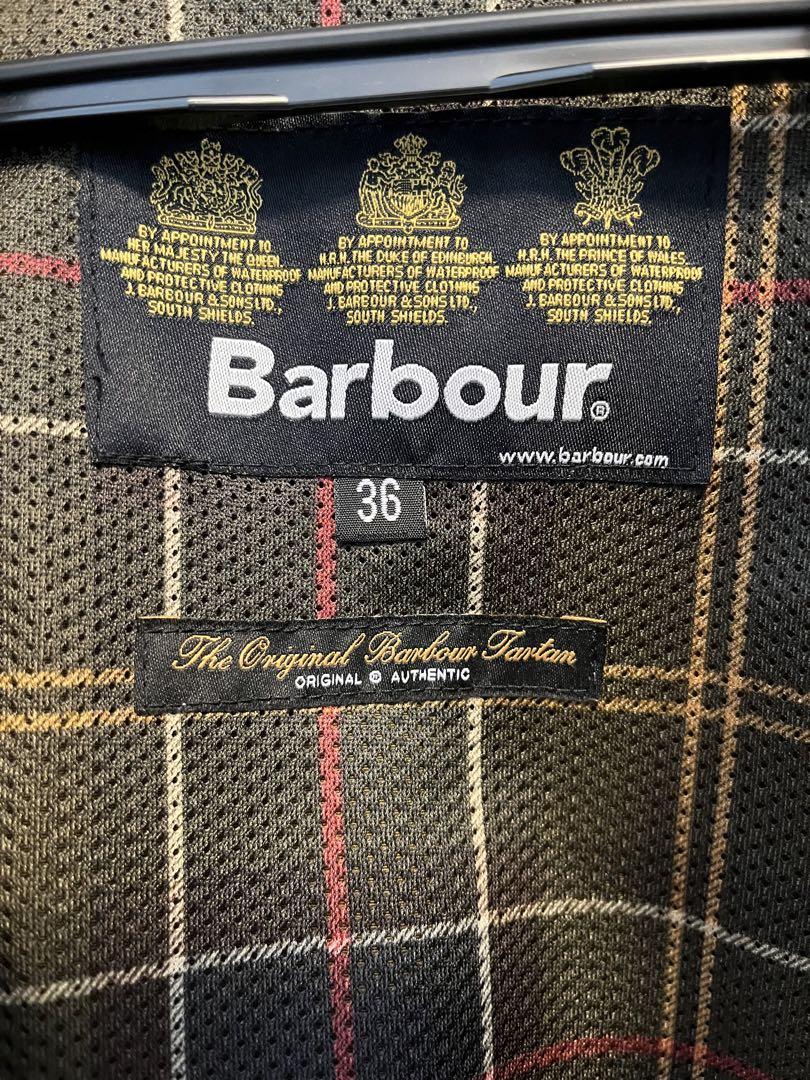 BY APPOINTMENT TO
HER MAJESTY THE QUEEN
MANUFACTURERS OF WATERPROOF
AND PROTECTIVE CLOTHING
J. BARBOUR & SONS LTD.,
SOUTH SHIELDS.
BY APPOINTMENT TO
H.R.H. THE DUKE OF EDINBURGH
MANUFACTURERS OF WATERPROOF
AND PROTECTIVE CLOTHING
J. BARBOUR & SONS LTD.,
SOUTH SHIELDS.
BY APPOINTMENT TO
H.R.H. THE PRINCE OF WALES
MANUFACTURERS OF WATERPROOF
AND PROTECTIVE CLOTHING
J. BARBOUR & SONS LTD.,
SOUTH SHIELDS.
Barbour®
www.barbour.com
36
The Original Barbour Tartan
ORIGINAL ® AUTHENTIC